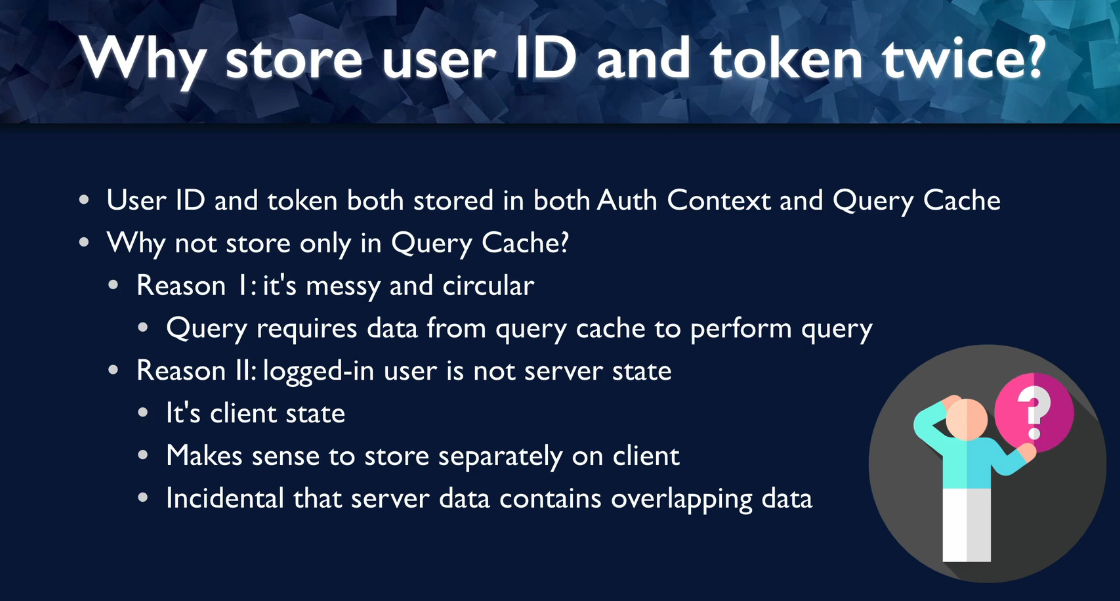 Why store user ID and token twice?
• User ID and token both stored in both Auth Context and Query Cache
• Why not store only in Query Cache?
• Reason 1: it's messy and circular
• Query requires data from query cache to perform query
• Reason II: logged-in user is not server state
• It's client state
• Makes sense to store separately on client
• Incidental that server data contains overlapping data
?